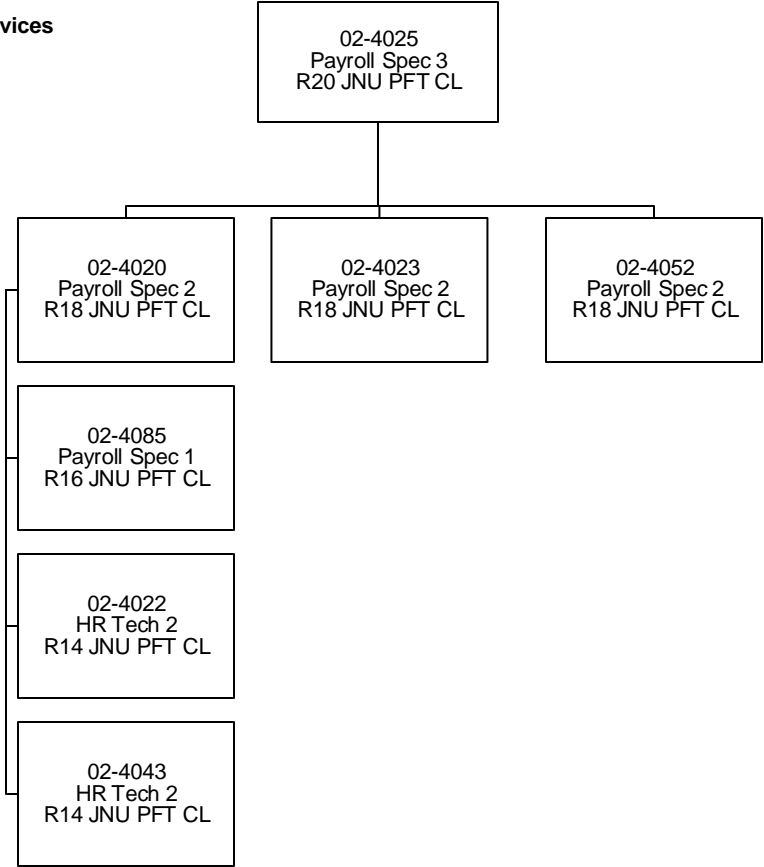 vices
02-4025
Payroll Spec 3
R20 JNU PFT CL
02-4020
Payroll Spec 2
R18 JNU PFT CL
02-4023
Payroll Spec 2
R18 JNU PFT CL
02-4052
Payroll Spec 2
R18 JNU PFT CL
02-4085
Payroll Spec 1
R16 JNU PFT CL
02-4022
HR Tech 2
R14 JNU PFT CL
02-4043
HR Tech 2
R14 JNU PFT CL